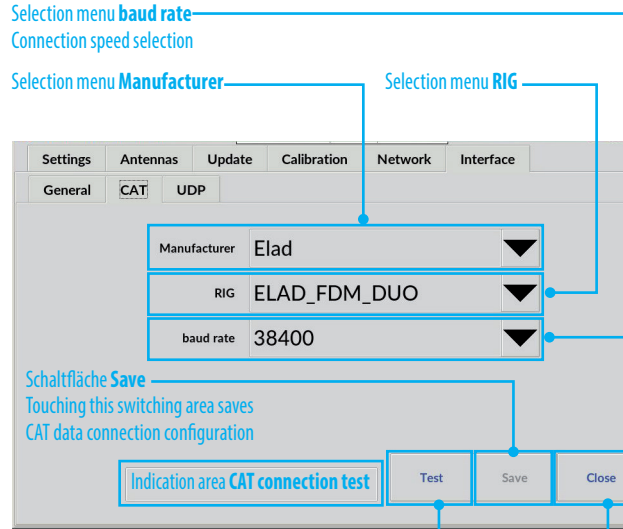 Selection menu baud rate
Connection speed selection
Selection menu Manufacturer
Selection menu RIG
Settings Antennas Update Calibration Network Interface
General CAT UDP
Manufacturer Elad
RIG ELAD_FDM_DUO
baud rate 38400
Schaltfläche Save
Touching this switching area saves
CAT data connection configuration
Indication area CAT connection test
Test Save Close